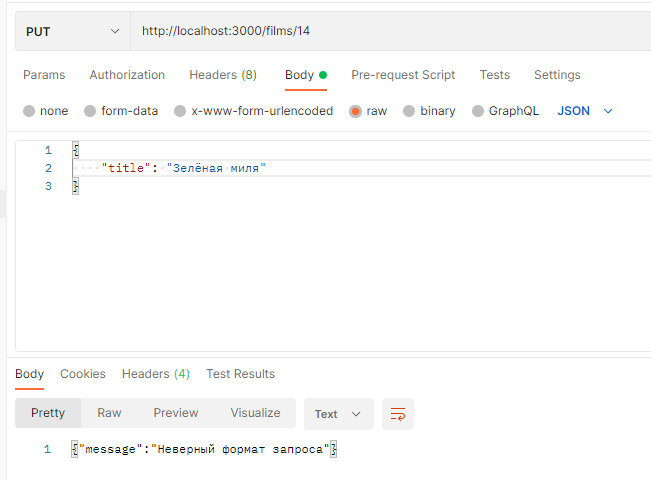 PUT http://localhost:3000/films/14
Params Authorization Headers (8) Body Pre-request Script Tests Settings
none form-data x-www-form-urlencoded raw binary GraphQL JSON
1 {
2 ····"title":·"Зелёная·миля"
3 }
Body Cookies Headers (4) Test Results
Pretty Raw Preview Visualize Text
1 {"message":"Неверный формат запроса"}